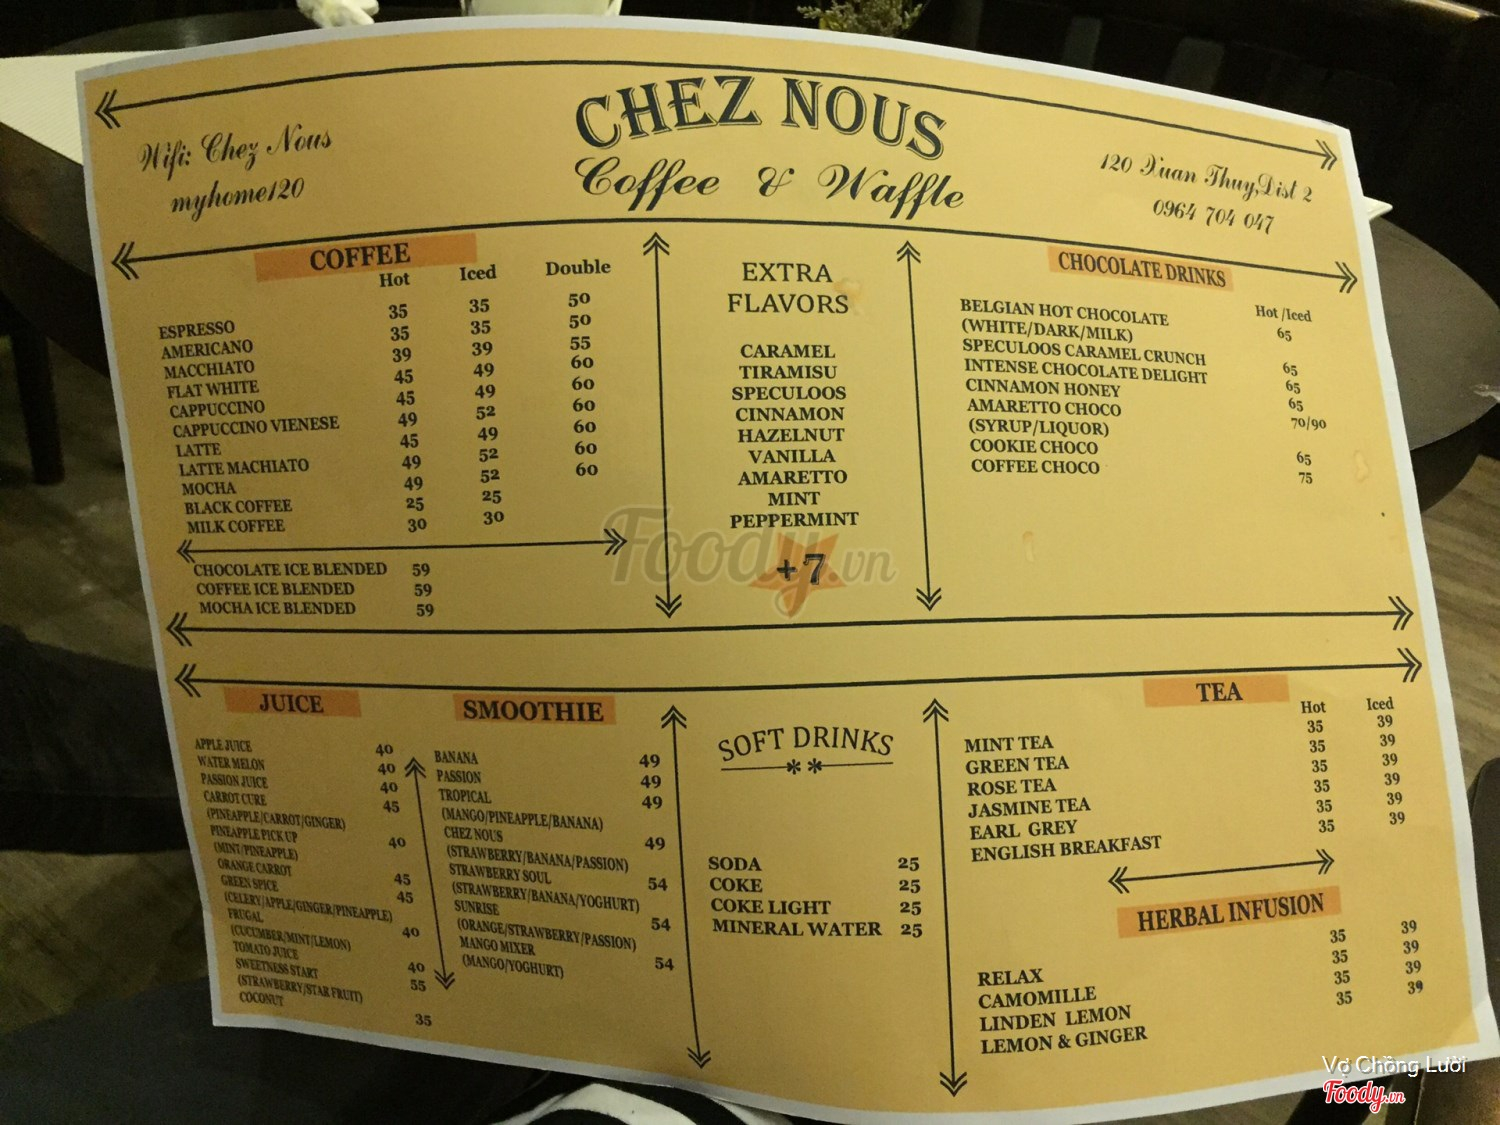 CHEZ NOUS
Coffee & Waffle
Wifi: Chez Nous
myhome120
120 Xuan Thuy, Dist 2
0964 704 047
COFFEE
Hot Iced Double
ESPRESSO 35 35 50
AMERICANO 35 35 50
MACCHIATO 39 39 55
FLAT WHITE 45 49 60
CAPPUCCINO 45 49 60
CAPPUCCINO VIENESE 49 52 60
LATTE 45 49 60
LATTE MACHIATO 49 52 60
MOCHA 49 52 60
BLACK COFFEE 25 25
MILK COFFEE 30 30
CHOCOLATE ICE BLENDED 59
COFFEE ICE BLENDED 59
MOCHA ICE BLENDED 59
EXTRA
FLAVORS
CARAMEL
TIRAMISU
SPECULOOS
CINNAMON
HAZELNUT
VANILLA
AMARETTO
MINT
PEPPERMINT
+7
Foody.vn
CHOCOLATE DRINKS
Hot /Iced
BELGIAN HOT CHOCOLATE 65
(WHITE/DARK/MILK)
SPECULOOS CARAMEL CRUNCH 65
INTENSE CHOCOLATE DELIGHT 65
CINNAMON HONEY 65
AMARETTO CHOCO 70/90
(SYRUP/LIQUOR)
COOKIE CHOCO 65
COFFEE CHOCO 75
JUICE
APPLE JUICE 40
WATER MELON 40
PASSION JUICE 40
CARROT CURE 45
(PINEAPPLE/CARROT/GINGER)
PINEAPPLE PICK UP 40
(MINT/PINEAPPLE)
ORANGE CARROT 45
GREEN SPICE 45
(CELERY/APPLE/GINGER/PINEAPPLE)
FRUGAL 40
(CUCUMBER/MINT/LEMON)
TOMATO JUICE 40
SWEETNESS START 55
(STRAWBERRY/STAR FRUIT)
COCONUT 35
SMOOTHIE
BANANA 49
PASSION 49
TROPICAL 49
(MANGO/PINEAPPLE/BANANA)
CHEZ NOUS 49
(STRAWBERRY/BANANA/PASSION)
STRAWBERRY SOUL 54
(STRAWBERRY/BANANA/YOGHURT)
SUNRISE 54
(ORANGE/STRAWBERRY/PASSION)
MANGO MIXER 54
(MANGO/YOGHURT)
SOFT DRINKS
SODA 25
COKE 25
COKE LIGHT 25
MINERAL WATER 25
TEA
Hot Iced
MINT TEA 35 39
GREEN TEA 35 39
ROSE TEA 35 39
JASMINE TEA 35 39
EARL GREY 35 39
ENGLISH BREAKFAST 35 39
HERBAL INFUSION
RELAX 35 39
CAMOMILLE 35 39
LINDEN LEMON 35 39
LEMON & GINGER 35 39
Vợ Chồng Lười
Foody.vn